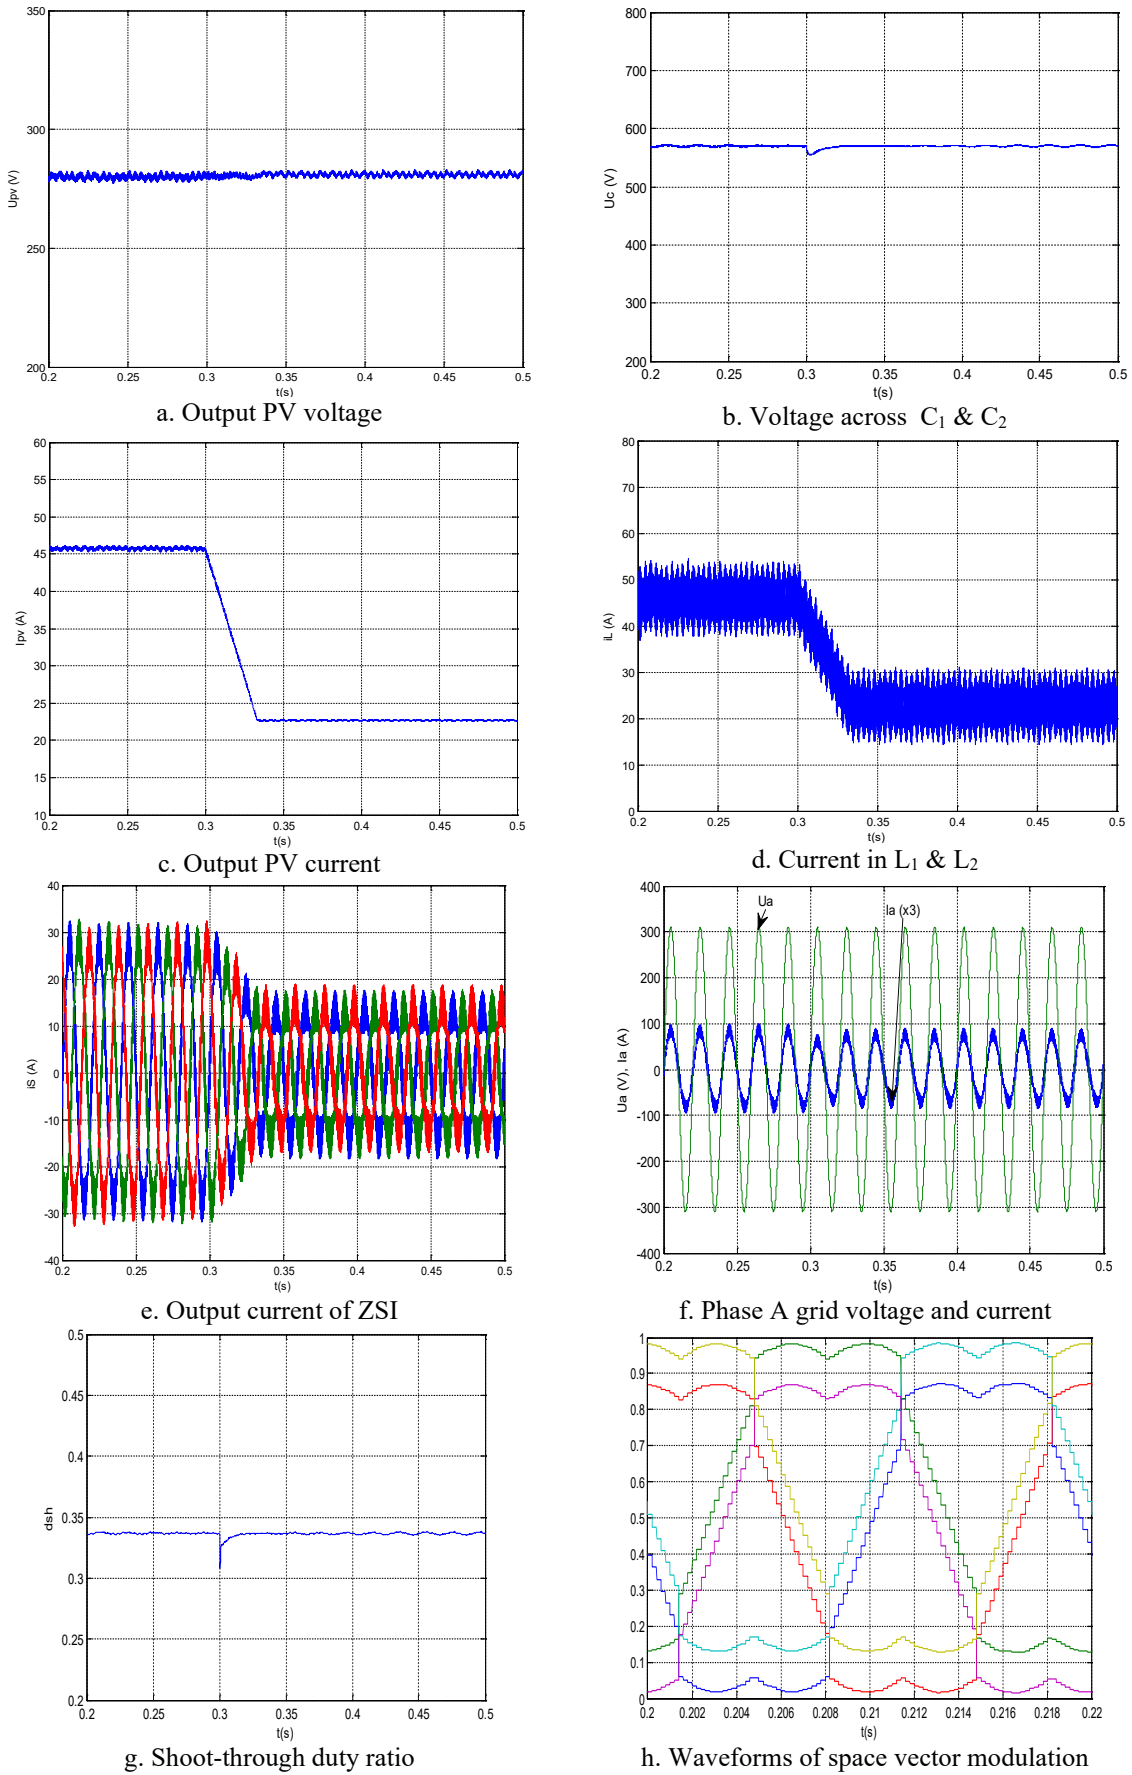 350
300
250
200
Upv (V)
0.2 0.25 0.3 0.35 0.4 0.45 0.5
t(s)
a. Output PV voltage
800
700
600
500
400
300
200
Uc (V)
0.2 0.25 0.3 0.35 0.4 0.45 0.5
t(s)
b. Voltage across C₁ & C₂
60
55
50
45
40
35
30
25
20
15
10
Ipv (A)
0.2 0.25 0.3 0.35 0.4 0.45 0.5
t(s)
c. Output PV current
80
70
60
50
40
30
20
10
0
iL (A)
0.2 0.25 0.3 0.35 0.4 0.45 0.5
t(s)
d. Current in L₁ & L₂
40
30
20
10
0
-10
-20
-30
-40
iS (A)
0.2 0.25 0.3 0.35 0.4 0.45 0.5
t(s)
e. Output current of ZSI
400
300
200
100
0
-100
-200
-300
-400
Ua (V), Ia (A)
Ua
Ia (x3)
0.2 0.25 0.3 0.35 0.4 0.45 0.5
t(s)
f. Phase A grid voltage and current
0.5
0.45
0.4
0.35
0.3
0.25
0.2
dsh
0.2 0.25 0.3 0.35 0.4 0.45 0.5
t(s)
g. Shoot-through duty ratio
1
0.9
0.8
0.7
0.6
0.5
0.4
0.3
0.2
0.1
0
0.2 0.202 0.204 0.206 0.208 0.21 0.212 0.214 0.216 0.218 0.22
t(s)
h. Waveforms of space vector modulation